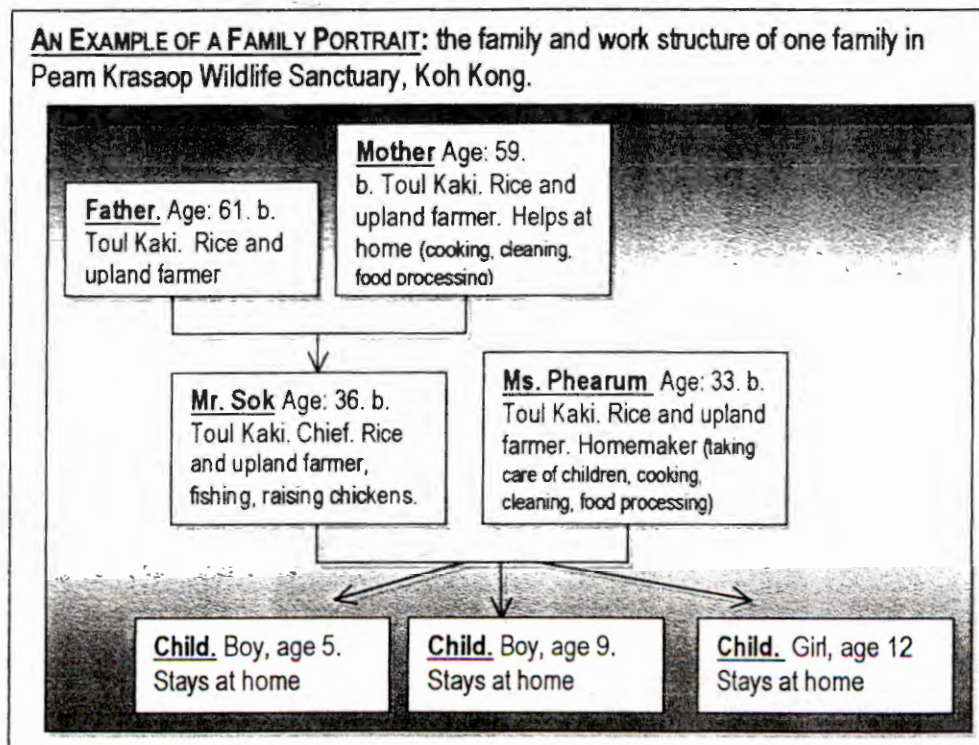 AN EXAMPLE OF A FAMILY PORTRAIT: the family and work structure of one family in
Peam Krasaop Wildlife Sanctuary, Koh Kong.
Father. Age: 61. b.
Toul Kaki. Rice and
upland farmer
Mother Age: 59.
b. Toul Kaki. Rice and
upland farmer. Helps at
home (cooking, cleaning,
food processing)
Mr. Sok Age: 36. b.
Toul Kaki. Chief. Rice
and upland farmer,
fishing, raising chickens.
Ms. Phearum Age: 33. b.
Toul Kaki. Rice and upland
farmer. Homemaker (taking
care of children, cooking,
cleaning, food processing)
Child. Boy, age 5.
Stays at home
Child. Boy, age 9.
Stays at home
Child. Girl, age 12
Stays at home